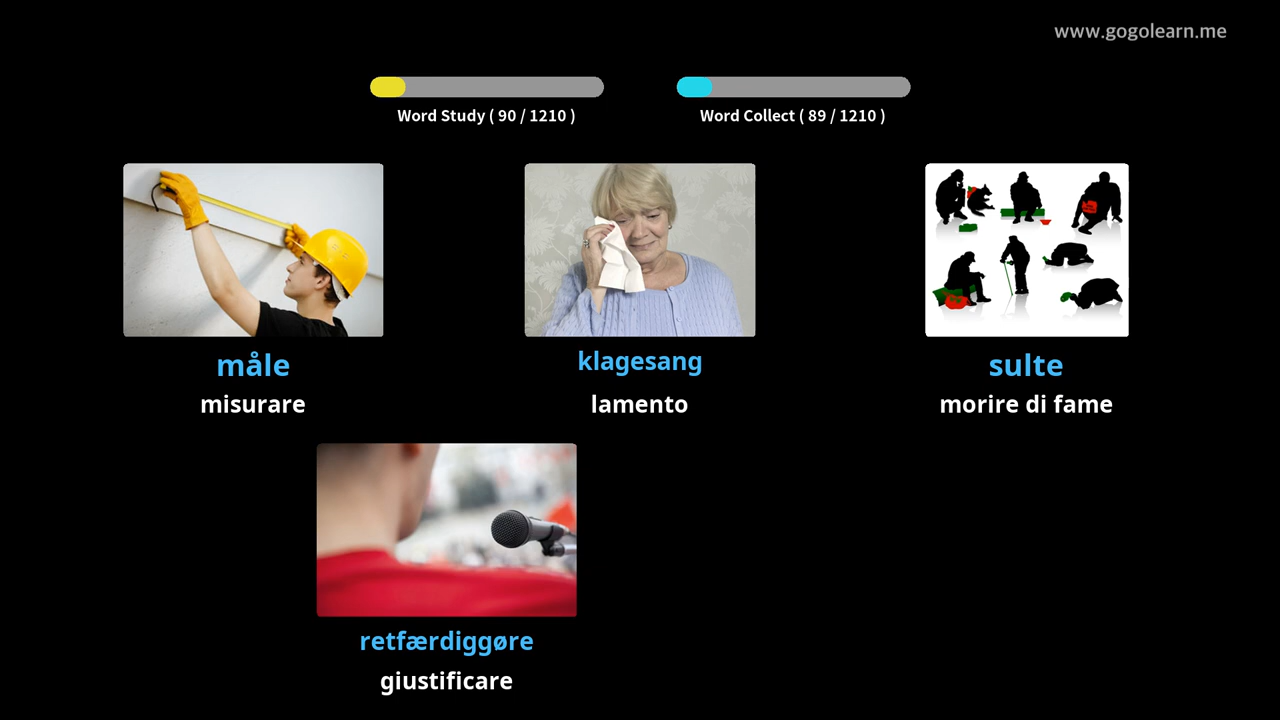 www.gogolearn.me
Word Study ( 90 / 1210 )
Word Collect ( 89 / 1210 )
måle
klagesang
sulte
misurare
lamento
morire di fame
retfærdiggøre
giustificare